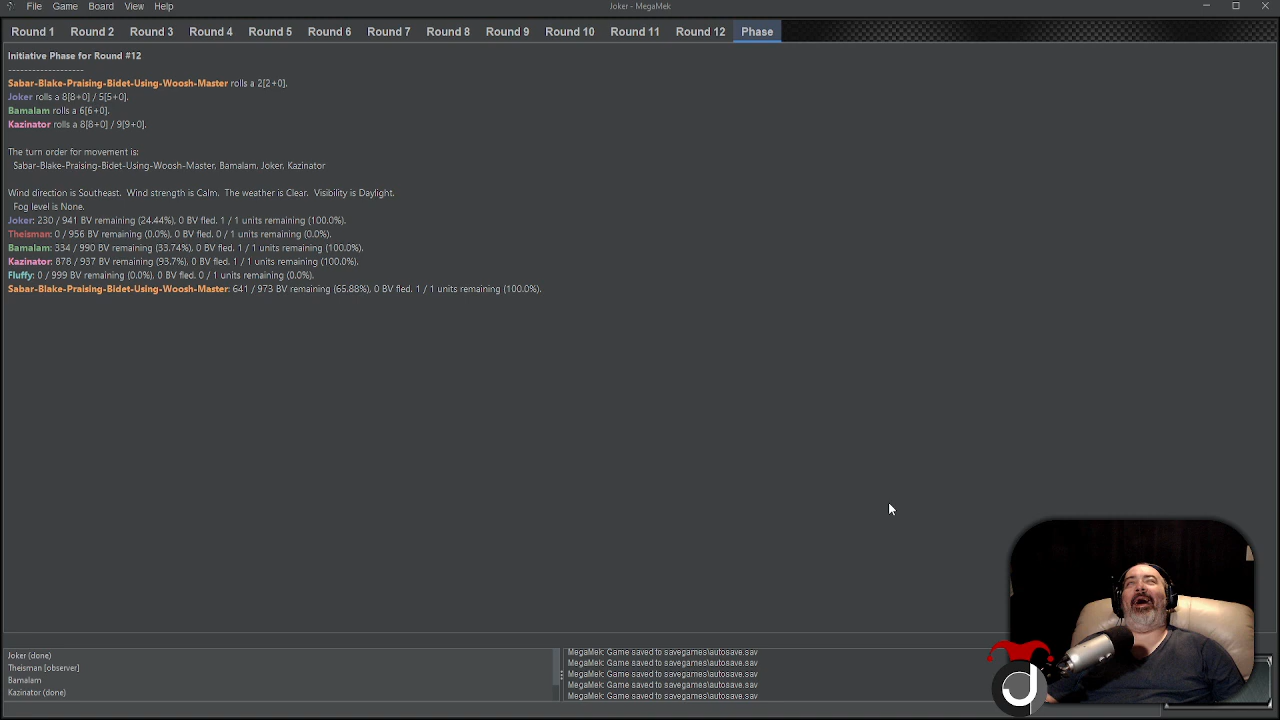 File Game Board View Help
Joker - MegaMek
Round 1 Round 2 Round 3 Round 4 Round 5 Round 6 Round 7 Round 8 Round 9 Round 10 Round 11 Round 12 Phase
Initiative Phase for Round #12
-------------------
Sabar-Blake-Praising-Bidet-Using-Woosh-Master rolls a 2[2+0].
Joker rolls a 8[8+0] / 5[5+0].
Bamalam rolls a 6[6+0].
Kazinator rolls a 8[8+0] / 9[9+0].
The turn order for movement is:
Sabar-Blake-Praising-Bidet-Using-Woosh-Master, Bamalam, Joker, Kazinator
Wind direction is Southeast. Wind strength is Calm. The weather is Clear. Visibility is Daylight.
Fog level is None.
Joker: 230 / 941 BV remaining (24.44%), 0 BV fled. 1 / 1 units remaining (100.0%).
Theisman: 0 / 956 BV remaining (0.0%), 0 BV fled. 0 / 1 units remaining (0.0%).
Bamalam: 334 / 990 BV remaining (33.74%), 0 BV fled. 1 / 1 units remaining (100.0%).
Kazinator: 878 / 937 BV remaining (93.7%), 0 BV fled. 1 / 1 units remaining (100.0%).
Fluffy: 0 / 999 BV remaining (0.0%), 0 BV fled. 0 / 1 units remaining (0.0%).
Sabar-Blake-Praising-Bidet-Using-Woosh-Master: 641 / 973 BV remaining (65.88%), 0 BV fled. 1 / 1 units remaining (100.0%).
Joker (done)
Theisman [observer]
Bamalam
Kazinator (done)
MegaMek: Game saved to savegames\autosave.sav
MegaMek: Game saved to savegames\autosave.sav
MegaMek: Game saved to savegames\autosave.sav
MegaMek: Game saved to savegames\autosave.sav
MegaMek: Game saved to savegames\autosave.sav